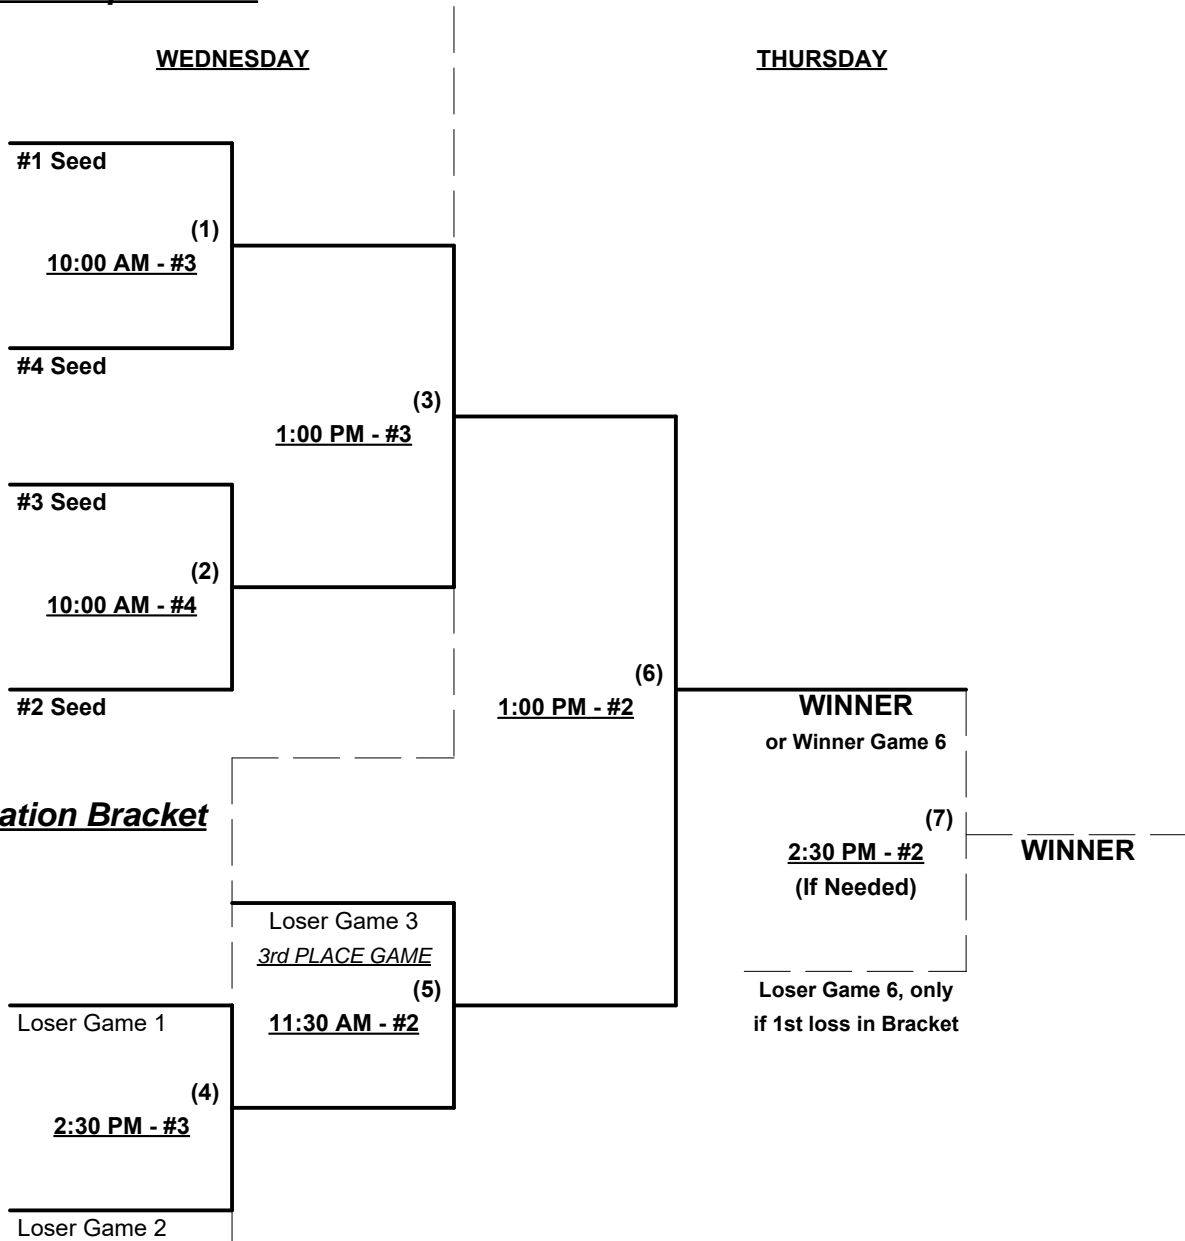 WEDNESDAY
THURSDAY
#1 Seed
(1)
10:00 AM - #3
#4 Seed
(3)
1:00 PM - #3
#3 Seed
(2)
10:00 AM - #4
#2 Seed
(6)
1:00 PM - #2
WINNER
or Winner Game 6
(7)
2:30 PM - #2
(If Needed)
WINNER
Loser Game 6, only
if 1st loss in Bracket
ation Bracket
Loser Game 3
3rd PLACE GAME
(5)
11:30 AM - #2
Loser Game 1
(4)
2:30 PM - #3
Loser Game 2